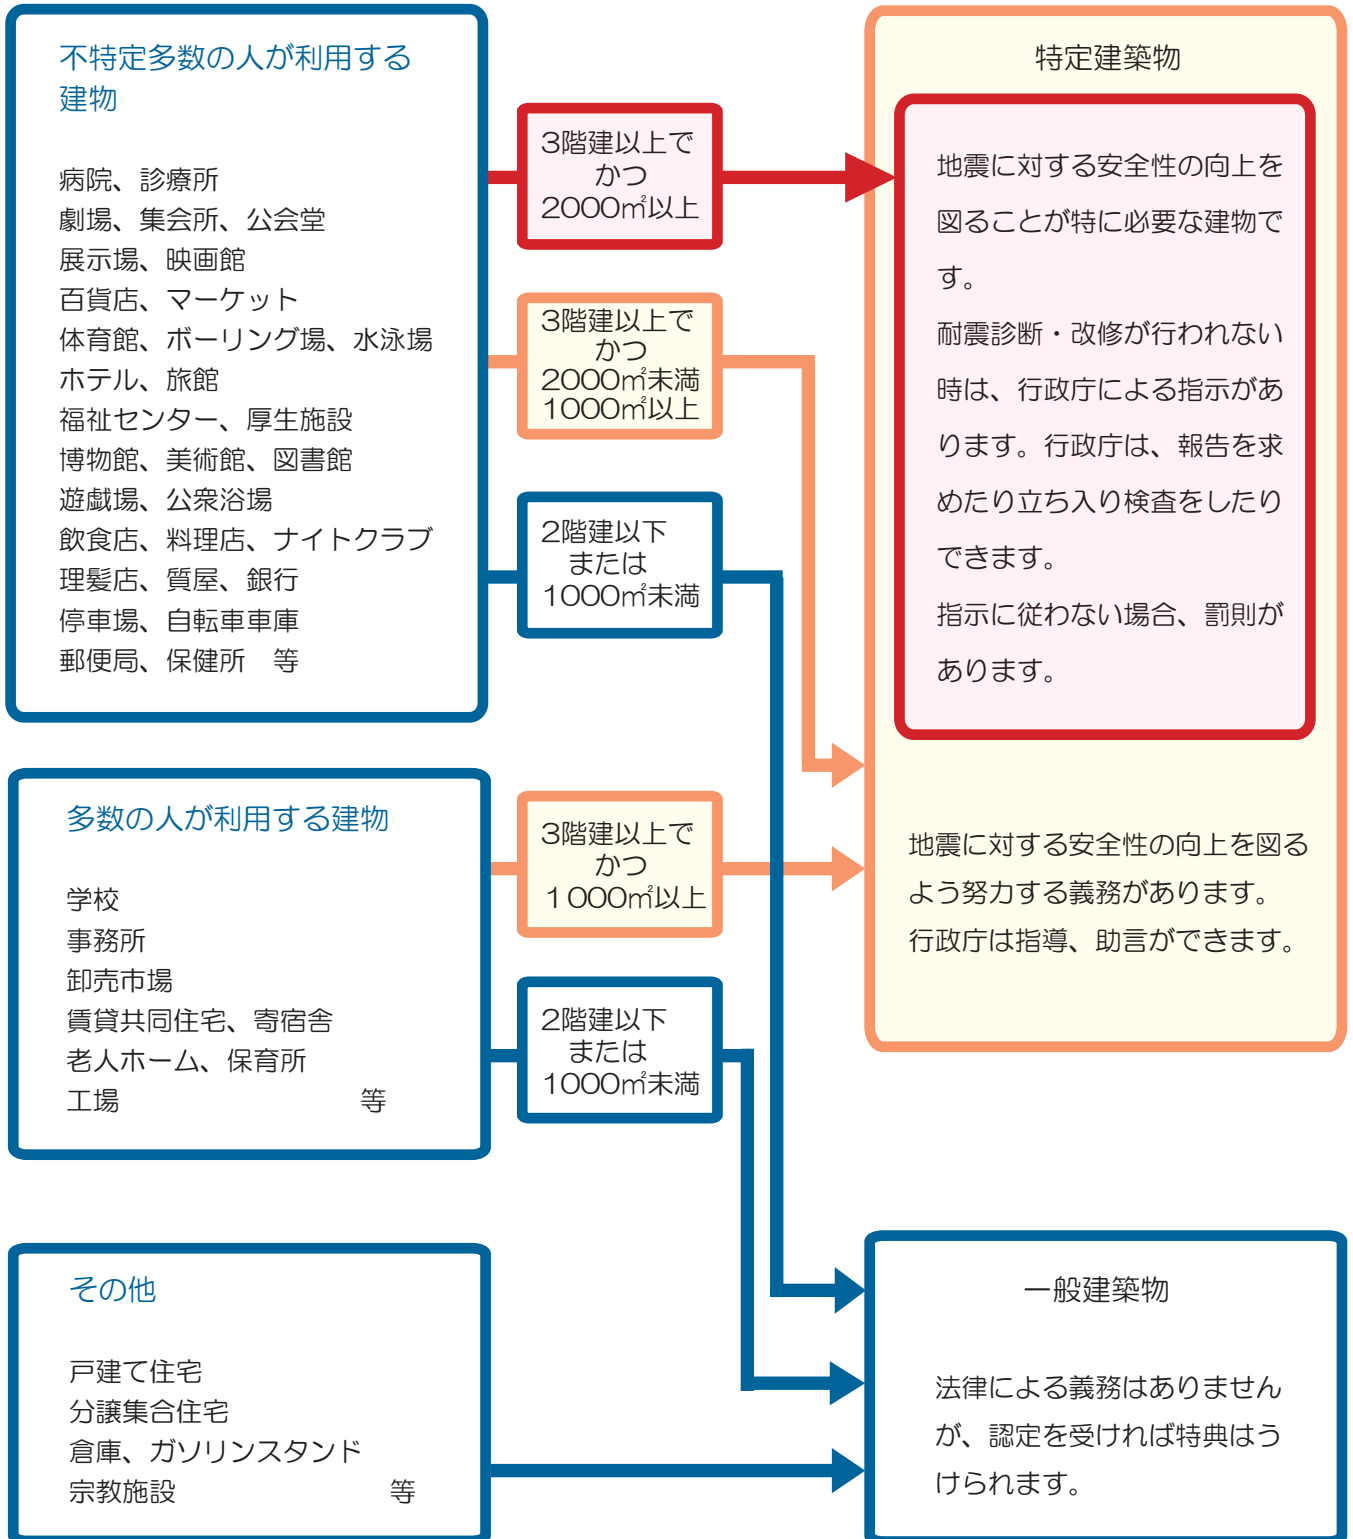 不特定多数の人が利用する
建物
病院、診療所
劇場、集会所、公会堂
展示場、映画館
百貨店、マーケット
体育館、ボーリング場、水泳場
ホテル、旅館
福祉センター、厚生施設
博物館、美術館、図書館
遊戯場、公衆浴場
飲食店、料理店、ナイトクラブ
理髪店、質屋、銀行
停車場、自転車車庫
郵便局、保健所　等
3階建以上で
かつ
2000㎡以上
3階建以上で
かつ
2000㎡未満
1000㎡以上
2階建以下
または
1000㎡未満
特定建築物
地震に対する安全性の向上を
図ることが特に必要な建物で
す。
耐震診断・改修が行われない
時は、行政庁による指示があ
ります。行政庁は、報告を求
めたり立ち入り検査をしたり
できます。
指示に従わない場合、罰則が
あります。
地震に対する安全性の向上を図る
よう努力する義務があります。
行政庁は指導、助言ができます。
多数の人が利用する建物
学校
事務所
卸売市場
賃貸共同住宅、寄宿舎
老人ホーム、保育所
工場　等
3階建以上で
かつ
1000㎡以上
2階建以下
または
1000㎡未満
その他
戸建て住宅
分譲集合住宅
倉庫、ガソリンスタンド
宗教施設　等
一般建築物
法律による義務はありません
が、認定を受ければ特典はう
けられます。